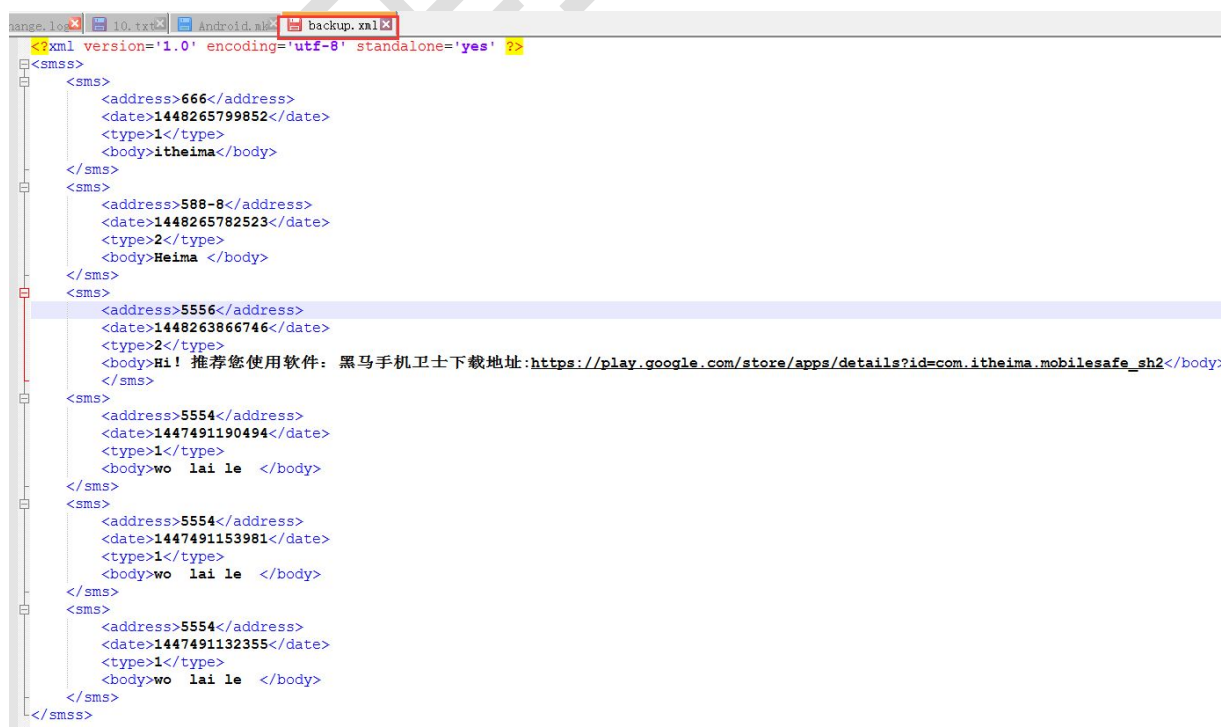 hange.log 10.txt Android.mk backup.xml
<?xml version='1.0' encoding='utf-8' standalone='yes' ?>
<smss>
<sms>
<address>666</address>
<date>1448265799852</date>
<type>1</type>
<body>itheima</body>
</sms>
<sms>
<address>588-8</address>
<date>1448265782523</date>
<type>2</type>
<body>Heima </body>
</sms>
<sms>
<address>5556</address>
<date>1448263866746</date>
<type>2</type>
<body>Hi！推荐您使用软件：黑马手机卫士下载地址:https://play.google.com/store/apps/details?id=com.itheima.mobilesafe_sh2</body>
</sms>
<sms>
<address>5554</address>
<date>1447491190494</date>
<type>1</type>
<body>wo  lai le  </body>
</sms>
<sms>
<address>5554</address>
<date>1447491153981</date>
<type>1</type>
<body>wo  lai le  </body>
</sms>
<sms>
<address>5554</address>
<date>1447491132355</date>
<type>1</type>
<body>wo  lai le  </body>
</sms>
</smss>